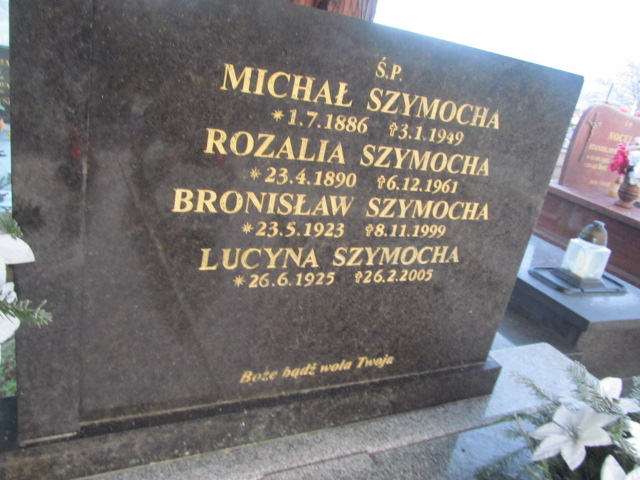 Ś.P.
MICHAŁ SZYMOCHA
*1.7.1886 ✞3.1.1949
ROZALIA SZYMOCHA
*23.4.1890 ✞6.12.1961
BRONISŁAW SZYMOCHA
*23.5.1923 ✞8.11.1999
LUCYNA SZYMOCHA
*26.6.1925 ✞26.2.2005
Boże bądź wola Twoja